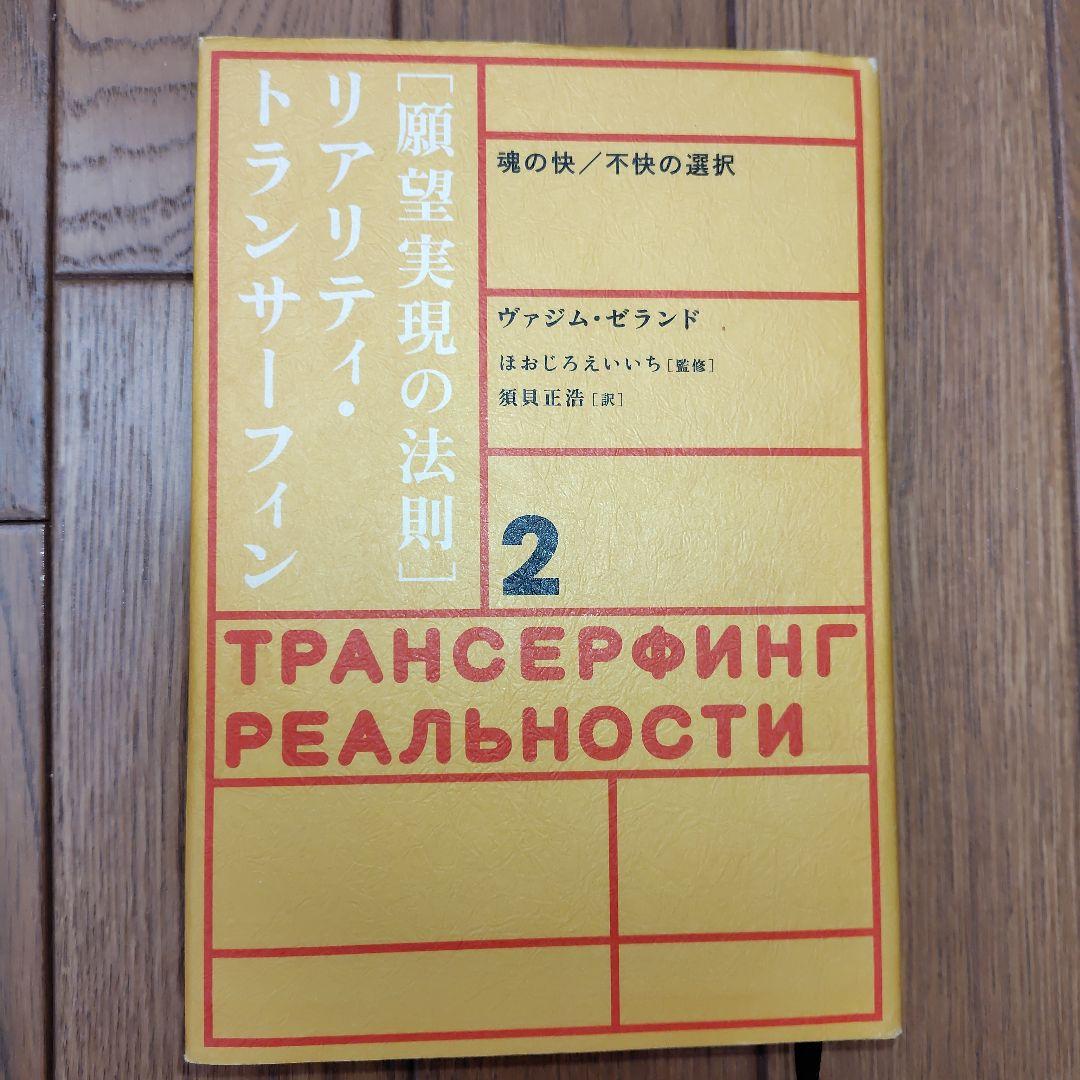 ［願望実現の法則］
リアリティ・
トランサーフィン
魂の快／不快の選択
ヴァジム・ゼランド
ほおじろえいいち［監修］
須貝正浩［訳］
2
ТРАНСЕРФИНГ
РЕАЛЬНОСТИ